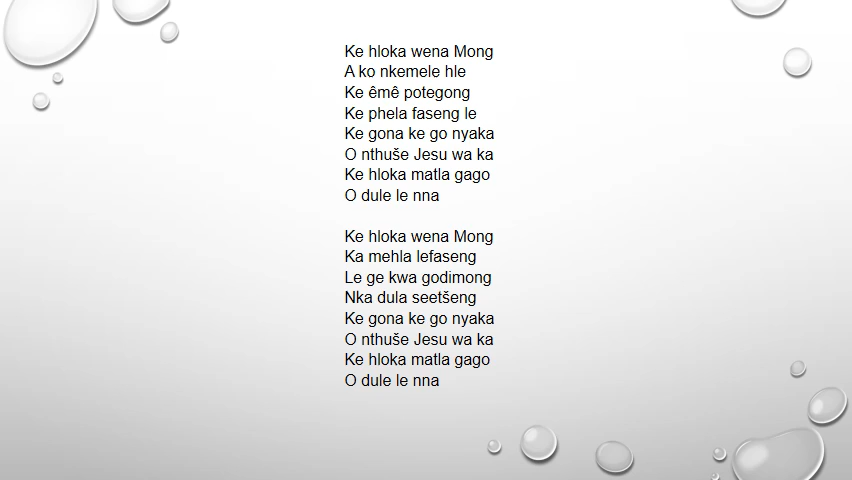 Ke hloka wena Mong
A ko nkemele hle
Ke êmê potegong
Ke phela faseng le
Ke gona ke go nyaka
O nthuše Jesu wa ka
Ke hloka matla gago
O dule le nna

Ke hloka wena Mong
Ka mehla lefaseng
Le ge kwa godimong
Nka dula seetšeng
Ke gona ke go nyaka
O nthuše Jesu wa ka
Ke hloka matla gago
O dule le nna